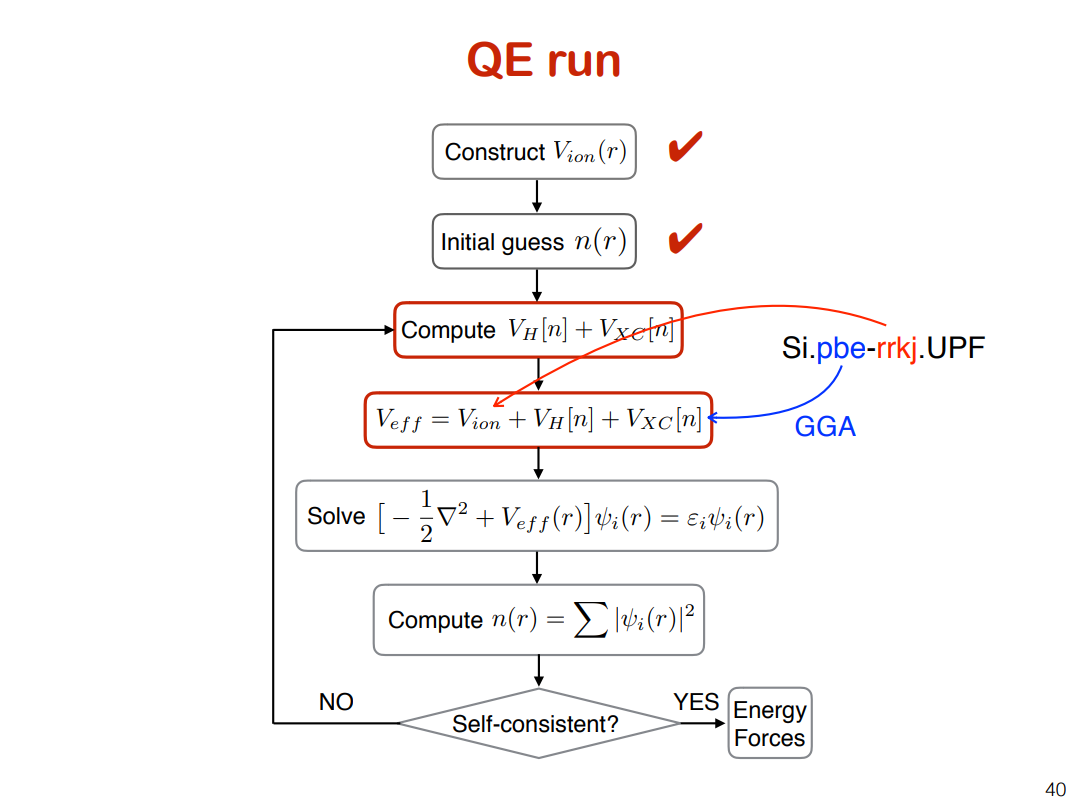 QE run
Construct V_{ion}(r) ✔
Initial guess n(r) ✔
Compute V_H[n] + V_{XC}[n]
Si.pbe-rrkj.UPF
V_{eff} = V_{ion} + V_H[n] + V_{XC}[n]
GGA
Solve [ - \frac{1}{2}∇² + V_{eff}(r)]ψ_i(r) = ε_iψ_i(r)
Compute n(r) = ∑ |ψ_i(r)|²
NO
Self-consistent?
YES
Energy
Forces
40